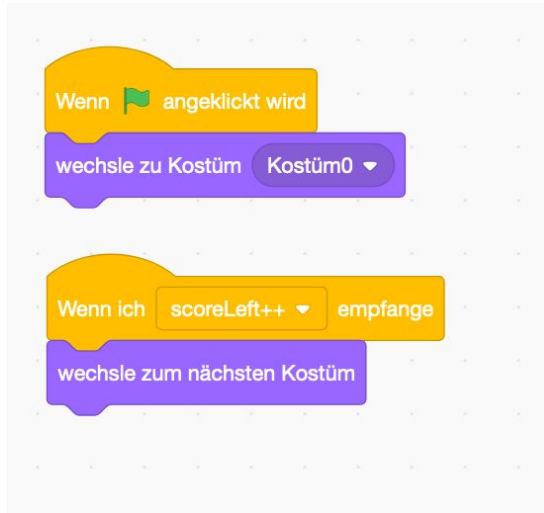 Wenn angeklickt wird
wechsle zu Kostüm Kostüm0
Wenn ich scoreLeft++ empfange
wechsle zum nächsten Kostüm